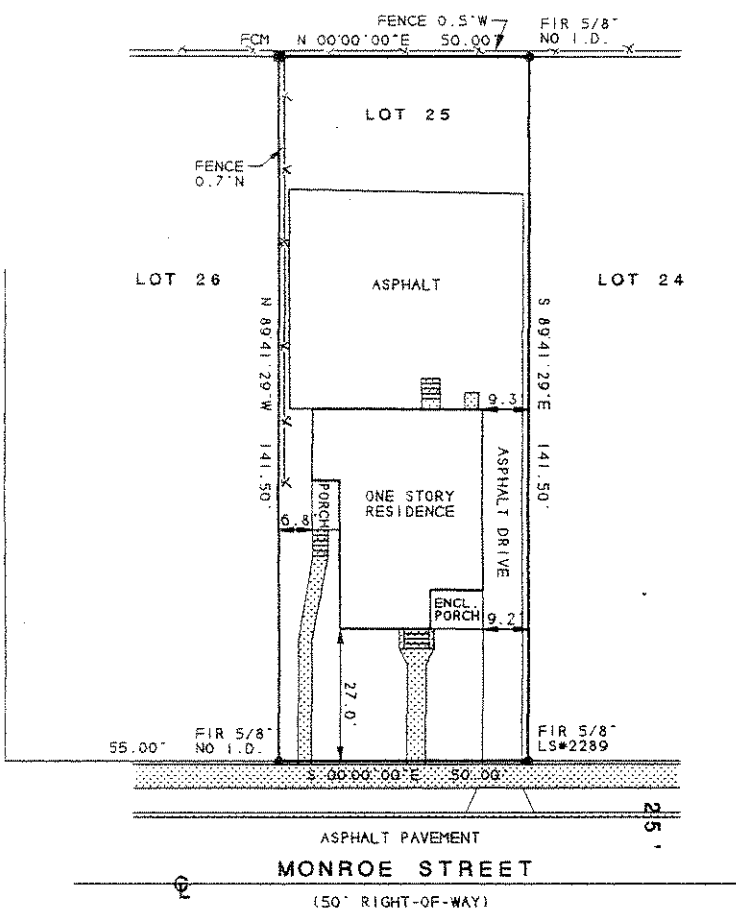 FENCE 0.5'W
FIR 5/8"
NO I.D.
FCM
N 00°00'00"E 50.00'
LOT 25
FENCE
0.7'N
LOT 26
ASPHALT
LOT 24
N 89°41'29"W 141.50'
S 89°41'29"E 141.50'
9.3
ASPHALT DRIVE
PORCH
ONE STORY
RESIDENCE
6.8'
ENCL.
PORCH
9.2
27.0'
FIR 5/8"
NO I.D.
FIR 5/8"
LS#2289
55.00'
S 00°00'00"E 50.00'
25'
ASPHALT PAVEMENT
MONROE STREET
(50' RIGHT-OF-WAY)